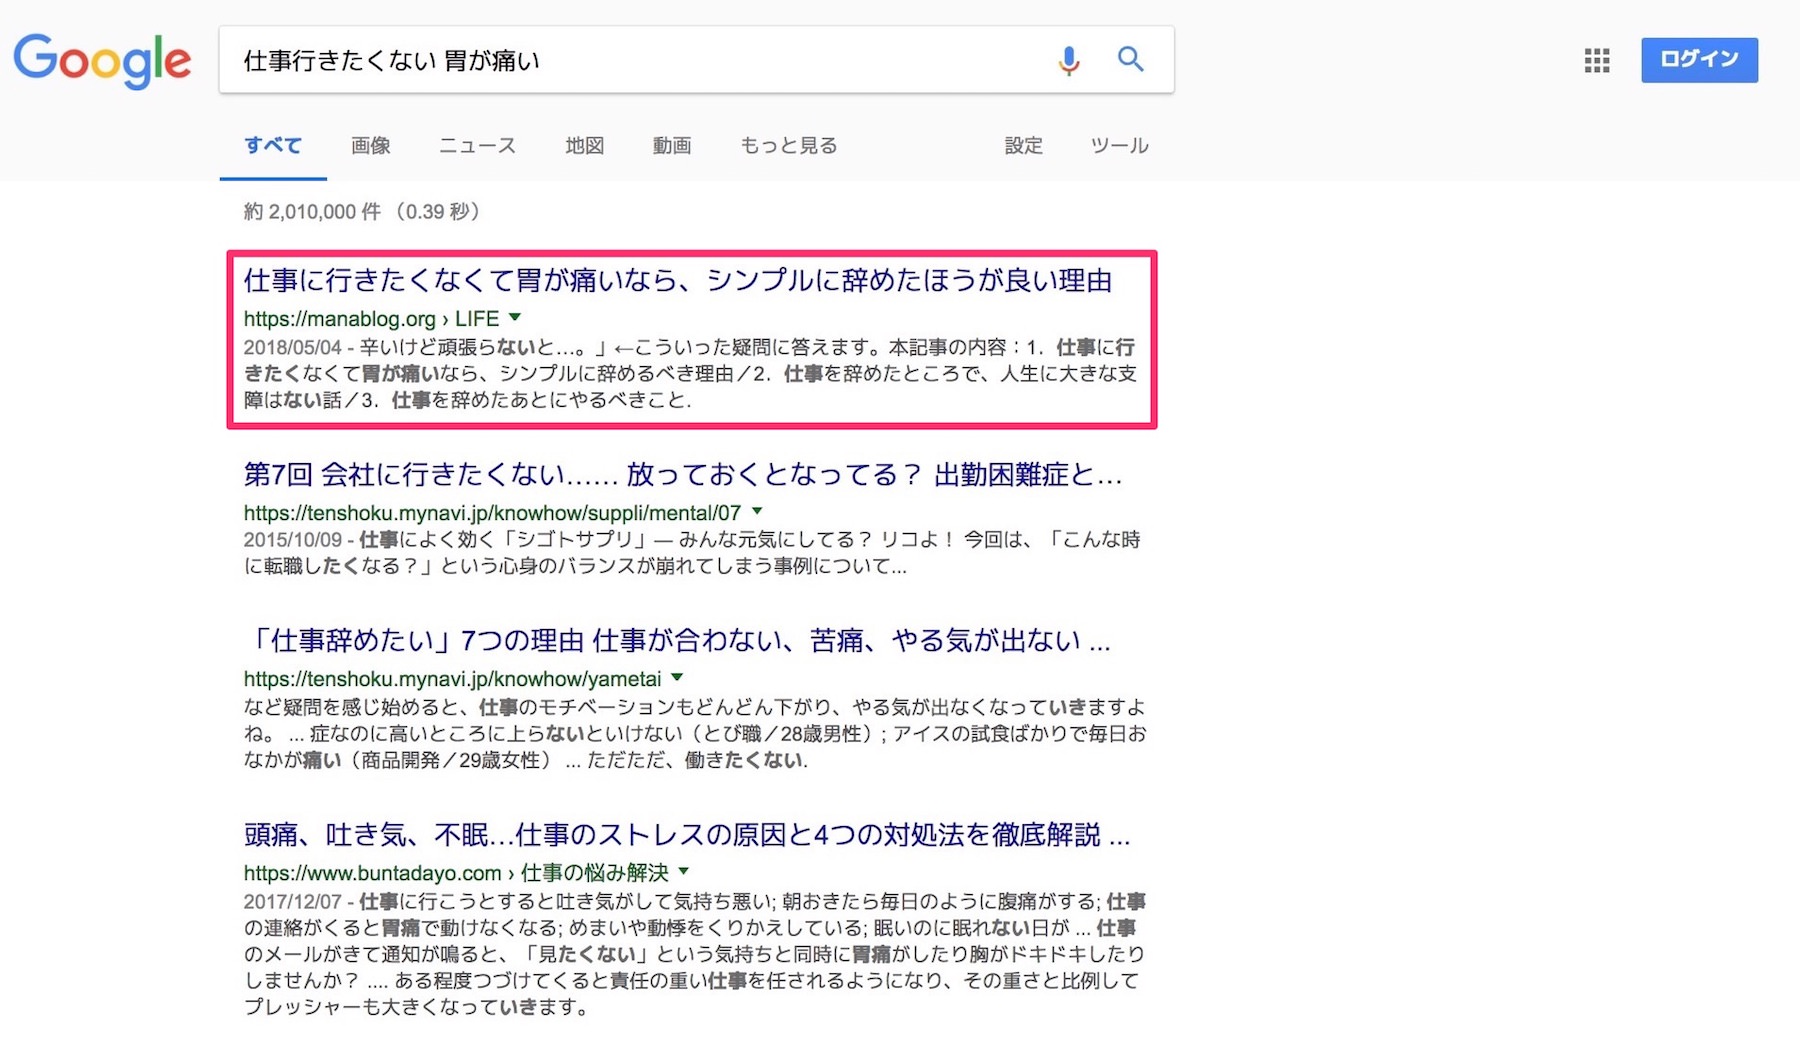 Google
仕事行きたくない 胃が痛い
ログイン
すべて 画像 ニュース 地図 動画 もっと見る 設定 ツール
約 2,010,000 件 （0.39 秒）
仕事に行きたくなくて胃が痛いなら、シンプルに辞めたほうが良い理由
https://manablog.org › LIFE ▼
2018/05/04 - 辛いけど頑張らないと…。」←こういった疑問に答えます。本記事の内容：1．仕事に行
きたくなくて胃が痛いなら、シンプルに辞めるべき理由／2．仕事を辞めたところで、人生に大きな支
障はない話／3．仕事を辞めたあとにやるべきこと.
第7回 会社に行きたくない…… 放っておくとなってる？ 出勤困難症と...
https://tenshoku.mynavi.jp/knowhow/suppli/mental/07 ▼
2015/10/09 - 仕事によく効く「シゴトサプリ」― みんな元気にしてる？ リコよ！ 今回は、「こんな時
に転職したくなる？」という心身のバランスが崩れてしまう事例について...
「仕事辞めたい」7つの理由 仕事が合わない、苦痛、やる気が出ない ...
https://tenshoku.mynavi.jp/knowhow/yametai ▼
など疑問を感じ始めると、仕事のモチベーションもどんどん下がり、やる気が出なくなっていきますよ
ね。 ... 症なのに高いところに上らないといけない（とび職／28歳男性）; アイスの試食ばかりで毎日お
なかが痛い（商品開発／29歳女性） ... ただただ、働きたくない.
頭痛、吐き気、不眠…仕事のストレスの原因と4つの対処法を徹底解説 ...
https://www.buntadayo.com › 仕事の悩み解決 ▼
2017/12/07 - 仕事に行こうとすると吐き気がして気持ち悪い; 朝おきたら毎日のように腹痛がする; 仕事
の連絡がくると胃痛で動けなくなる; めまいや動悸をくりかえしている; 眠いのに眠れない日が ... 仕事
のメールがきて通知が鳴ると、「見たくない」という気持ちと同時に胃痛がしたり胸がドキドキしたり
しませんか？ .... ある程度つづけてくると責任の重い仕事を任されるようになり、その重さと比例して
プレッシャーも大きくなっていきます。